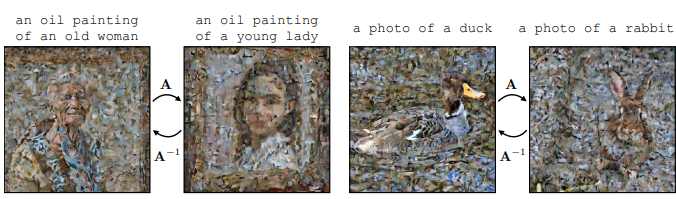 an oil painting
of an old woman
an oil painting
of a young lady
a photo of a duck
a photo of a rabbit
A
A⁻¹
A
A⁻¹